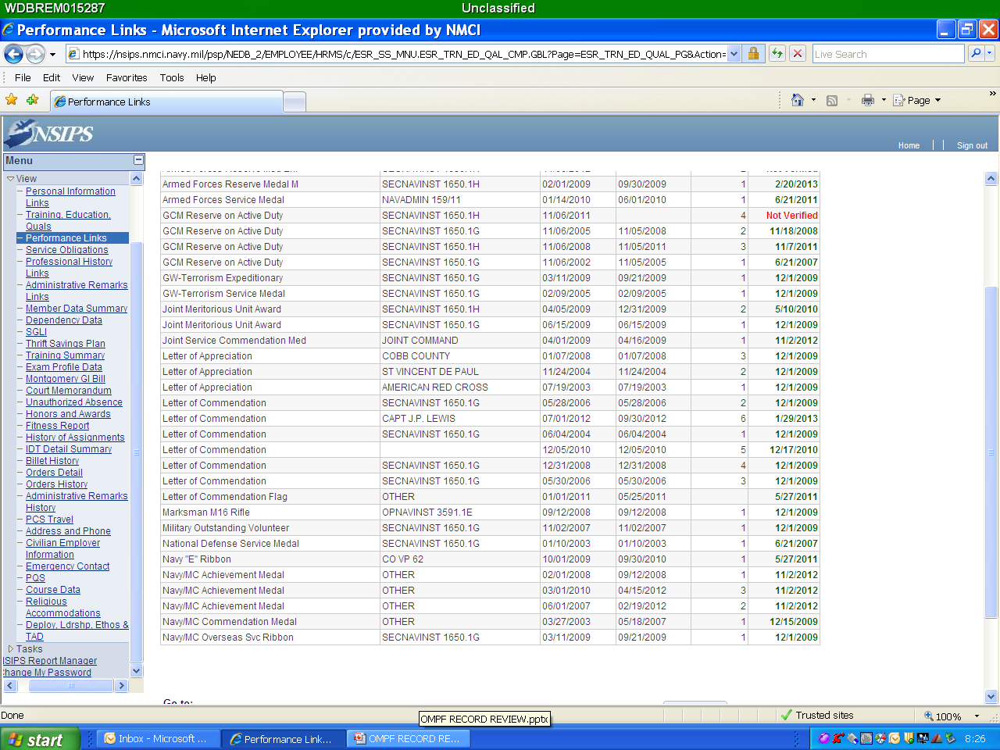 WDBREM015287 Unclassified
Performance Links - Microsoft Internet Explorer provided by NMCI
https://nsips.nmci.navy.mil/psp/NEDB_2/EMPLOYEE/HRMS/c/ESR_SS_MNU.ESR_TRN_ED_QAL_CMP.GBL?Page=ESR_TRN_ED_QUAL_PG&Action= Live Search
File Edit View Favorites Tools Help
Performance Links Page
NSIPS
Home Sign out
Menu
View
Personal Information
Links
Training, Education,
Quals
Performance Links
Service Obligations
Professional History
Links
Administrative Remarks
Links
Member Data Summary
Dependency Data
SGLI
Thrift Savings Plan
Training Summary
Exam Profile Data
Montgomery GI Bill
Court Memorandum
Unauthorized Absence
Honors and Awards
Fitness Report
History of Assignments
IDT Detail Summary
Billet History
Orders Detail
Orders History
Administrative Remarks
History
PCS Travel
Address and Phone
Civilian Employer
Information
Emergency Contact
PQS
Course Data
Religious
Accommodations
Deploy, Ldrshp, Ethos &
TAD
Tasks
SIPS Report Manager
hange My Password
Armed Forces Reserve Medal M SECNAVINST 1650.1H 02/01/2009 09/30/2009 1 2/20/2013
Armed Forces Service Medal NAVADMIN 159/11 01/14/2010 06/01/2010 1 6/21/2011
GCM Reserve on Active Duty SECNAVINST 1650.1H 11/06/2011 4 Not Verified
GCM Reserve on Active Duty SECNAVINST 1650.1G 11/06/2005 11/05/2008 2 11/18/2008
GCM Reserve on Active Duty SECNAVINST 1650.1H 11/06/2008 11/05/2011 3 11/7/2011
GCM Reserve on Active Duty SECNAVINST 1650.1G 11/06/2002 11/05/2005 1 6/21/2007
GW-Terrorism Expeditionary SECNAVINST 1650.1G 03/11/2009 09/21/2009 1 12/1/2009
GW-Terrorism Service Medal SECNAVINST 1650.1G 02/09/2005 02/09/2005 1 12/1/2009
Joint Meritorious Unit Award SECNAVINST 1650.1H 04/05/2009 12/31/2009 2 5/10/2010
Joint Meritorious Unit Award SECNAVINST 1650.1G 06/15/2009 06/15/2009 1 12/1/2009
Joint Service Commendation Med JOINT COMMAND 04/01/2009 04/16/2009 1 11/2/2012
Letter of Appreciation COBB COUNTY 01/07/2008 01/07/2008 3 12/1/2009
Letter of Appreciation ST VINCENT DE PAUL 11/24/2004 11/24/2004 2 12/1/2009
Letter of Appreciation AMERICAN RED CROSS 07/19/2003 07/19/2003 1 12/1/2009
Letter of Commendation SECNAVINST 1650.1G 05/28/2006 05/28/2006 2 12/1/2009
Letter of Commendation CAPT J.P. LEWIS 07/01/2012 09/30/2012 6 1/29/2013
Letter of Commendation SECNAVINST 1650.1G 06/04/2004 06/04/2004 1 12/1/2009
Letter of Commendation 12/05/2010 12/05/2010 5 12/17/2010
Letter of Commendation SECNAVINST 1650.1G 12/31/2008 12/31/2008 4 12/1/2009
Letter of Commendation SECNAVINST 1650.1G 05/30/2006 05/30/2006 3 12/1/2009
Letter of Commendation Flag OTHER 01/01/2011 05/25/2011 5/27/2011
Marksman M16 Rifle OPNAVINST 3591.1E 09/12/2008 09/12/2008 1 12/1/2009
Military Outstanding Volunteer SECNAVINST 1650.1G 11/02/2007 11/02/2007 1 12/1/2009
National Defense Service Medal SECNAVINST 1650.1G 01/10/2003 01/10/2003 1 6/21/2007
Navy "E" Ribbon CO VP 62 10/01/2009 09/30/2010 1 5/27/2011
Navy/MC Achievement Medal OTHER 02/01/2008 09/12/2008 1 11/2/2012
Navy/MC Achievement Medal OTHER 03/01/2010 04/15/2012 3 11/2/2012
Navy/MC Achievement Medal OTHER 06/01/2007 02/19/2012 2 11/2/2012
Navy/MC Commendation Medal OTHER 03/27/2003 05/18/2007 1 12/15/2009
Navy/MC Overseas Svc Ribbon SECNAVINST 1650.1G 03/11/2009 09/21/2009 1 12/1/2009
Go to:
Done OMPF RECORD REVIEW.pptx Trusted sites 100%
start Inbox - Microsoft ... Performance Link... OMPF RECORD RE... 8:26